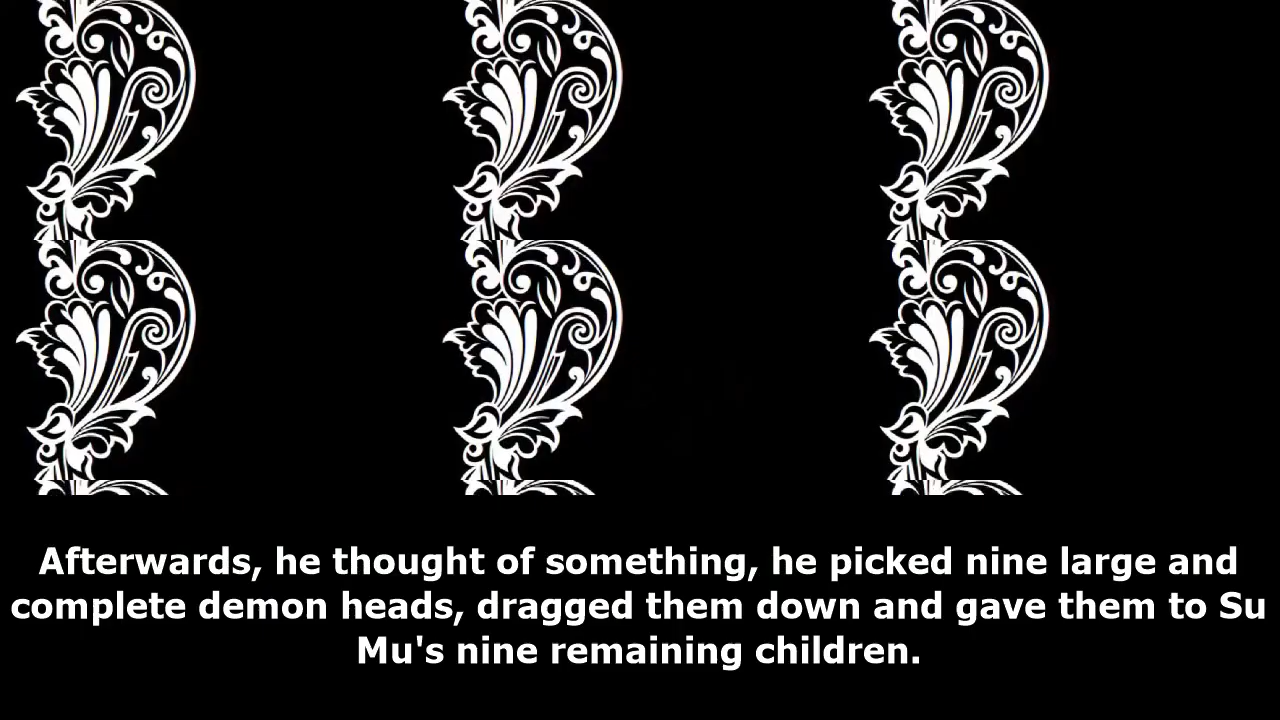 Afterwards, he thought of something, he picked nine large and
complete demon heads, dragged them down and gave them to Su
Mu's nine remaining children.